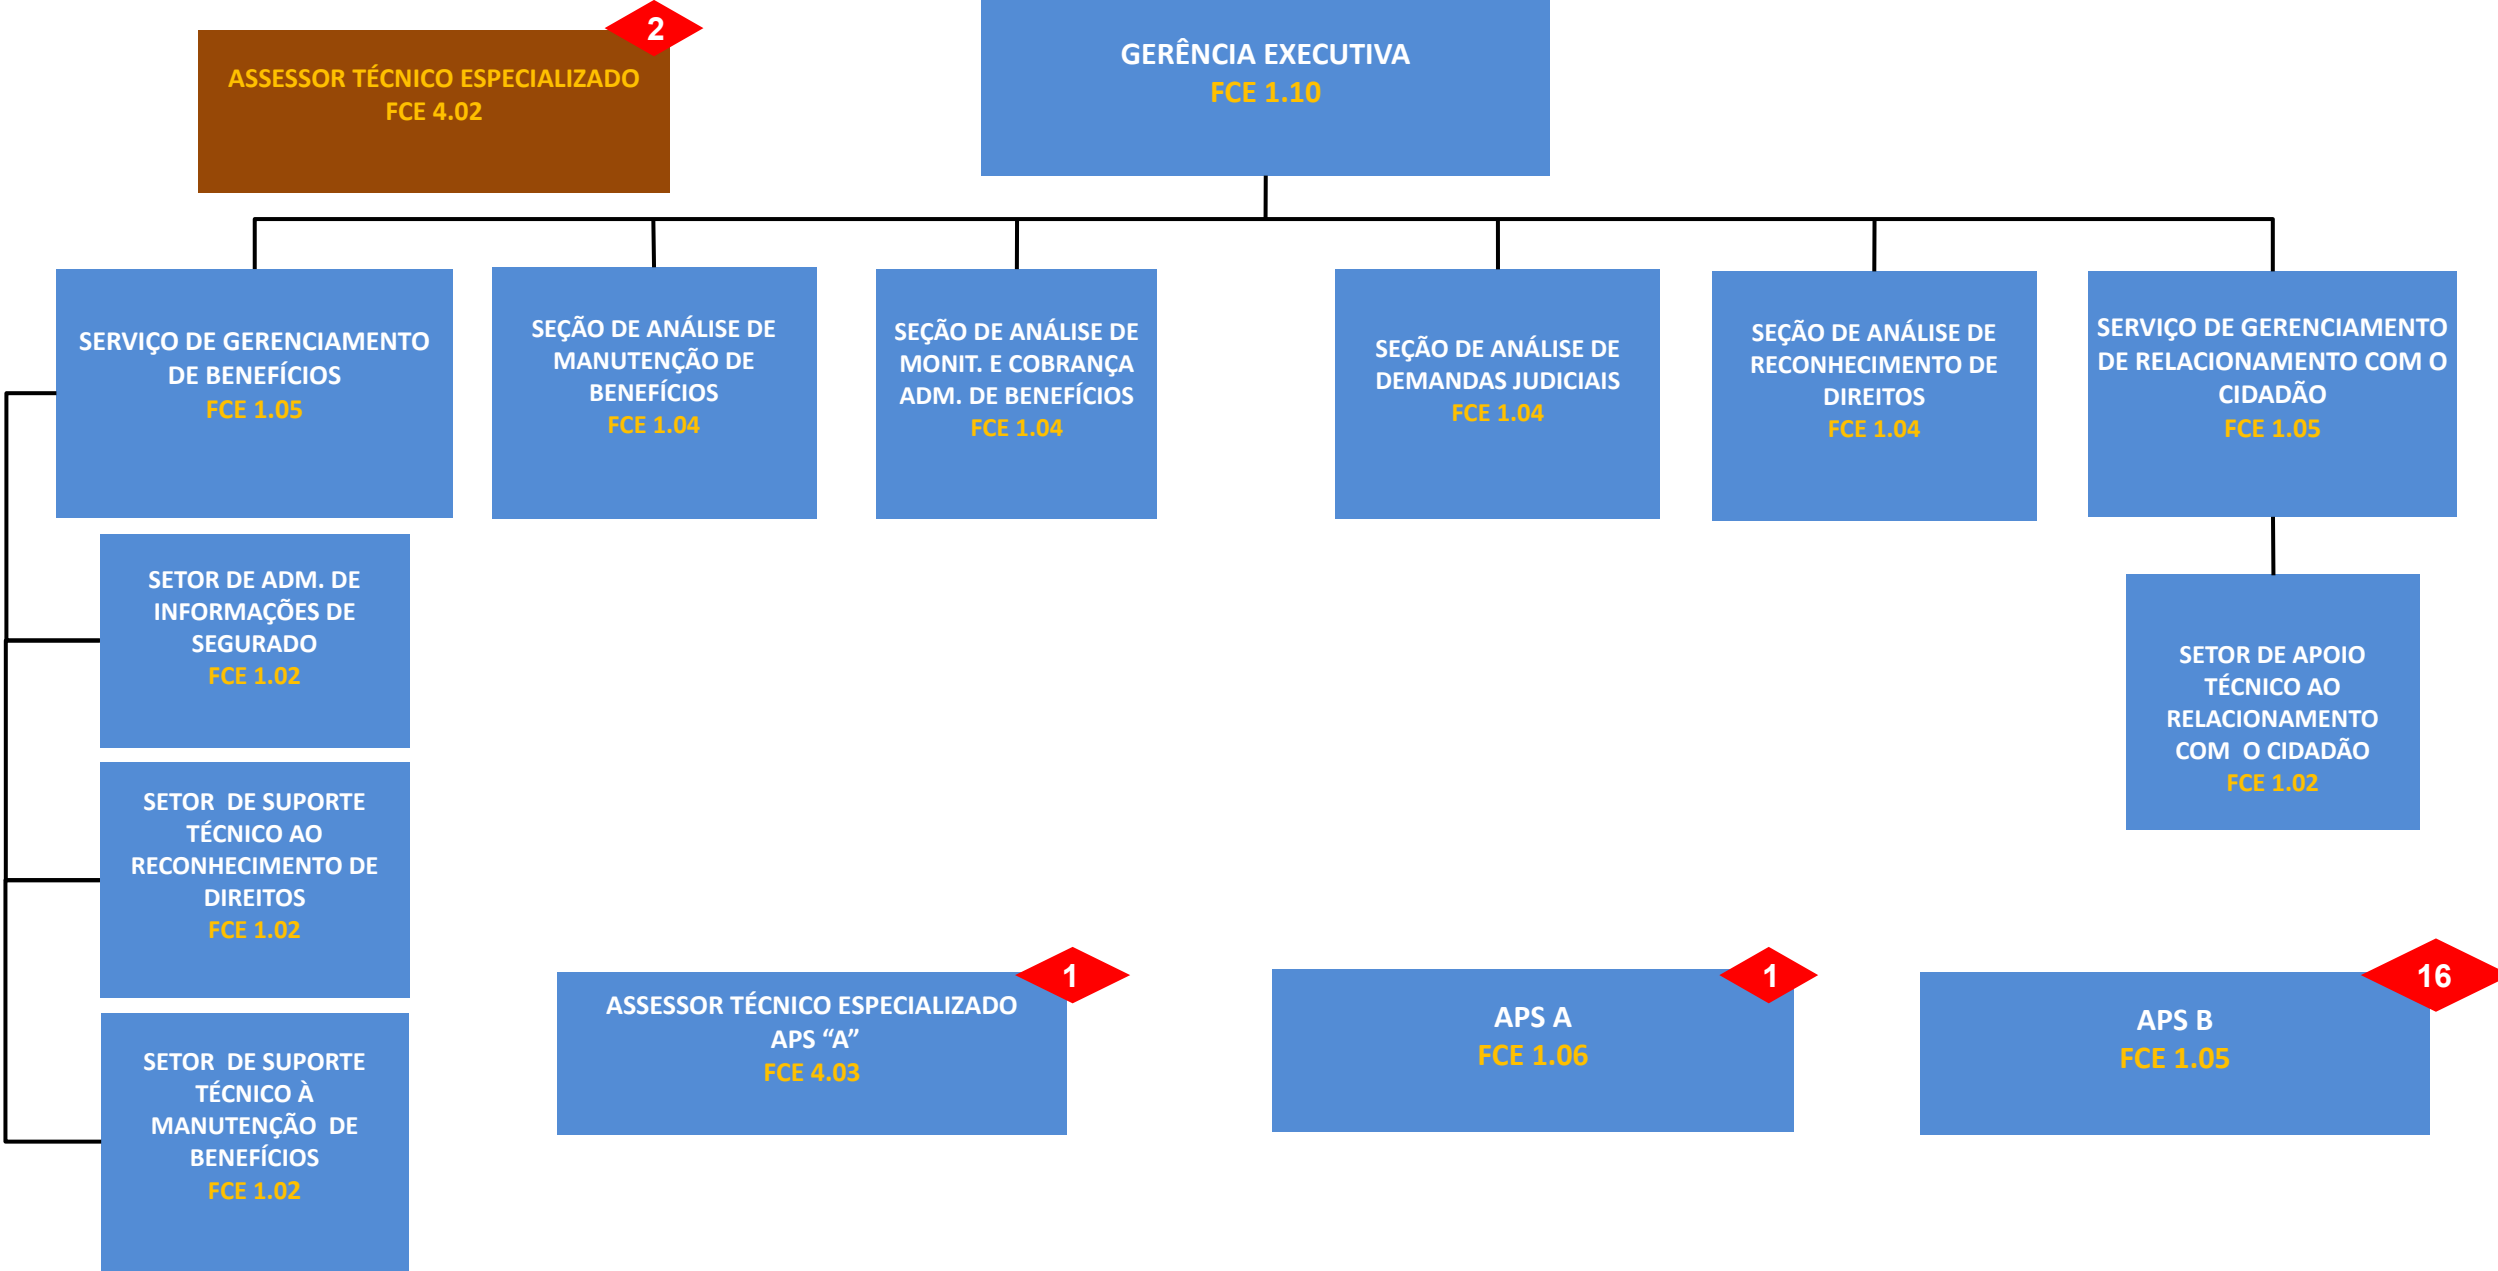 2
ASSESSOR TÉCNICO ESPECIALIZADO
FCE 4.02
GERÊNCIA EXECUTIVA
FCE 1.10
SERVIÇO DE GERENCIAMENTO
DE BENEFÍCIOS
FCE 1.05
SEÇÃO DE ANÁLISE DE
MANUTENÇÃO DE
BENEFÍCIOS
FCE 1.04
SEÇÃO DE ANÁLISE DE
MONIT. E COBRANÇA
ADM. DE BENEFÍCIOS
FCE 1.04
SEÇÃO DE ANÁLISE DE
DEMANDAS JUDICIAIS
FCE 1.04
SEÇÃO DE ANÁLISE DE
RECONHECIMENTO DE
DIREITOS
FCE 1.04
SERVIÇO DE GERENCIAMENTO
DE RELACIONAMENTO COM O
CIDADÃO
FCE 1.05
SETOR DE ADM. DE
INFORMAÇÕES DE
SEGURADO
FCE 1.02
SETOR DE APOIO
TÉCNICO AO
RELACIONAMENTO
COM  O CIDADÃO
FCE 1.02
SETOR  DE SUPORTE
TÉCNICO AO
RECONHECIMENTO DE
DIREITOS
FCE 1.02
SETOR  DE SUPORTE
TÉCNICO À
MANUTENÇÃO  DE
BENEFÍCIOS
FCE 1.02
1
ASSESSOR TÉCNICO ESPECIALIZADO
APS “A”
FCE 4.03
1
APS A
FCE 1.06
16
APS B
FCE 1.05